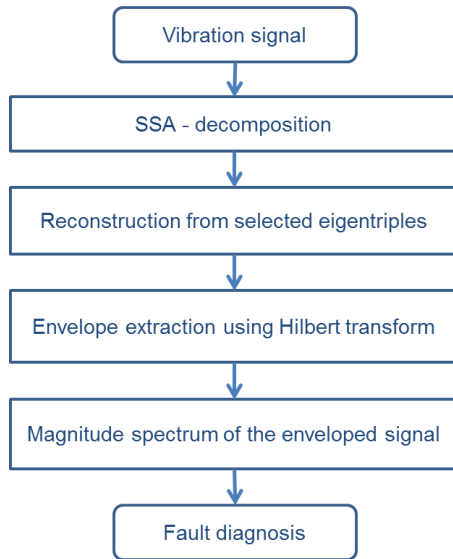 Vibration signal
SSA - decomposition
Reconstruction from selected eigentriples
Envelope extraction using Hilbert transform
Magnitude spectrum of the enveloped signal
Fault diagnosis